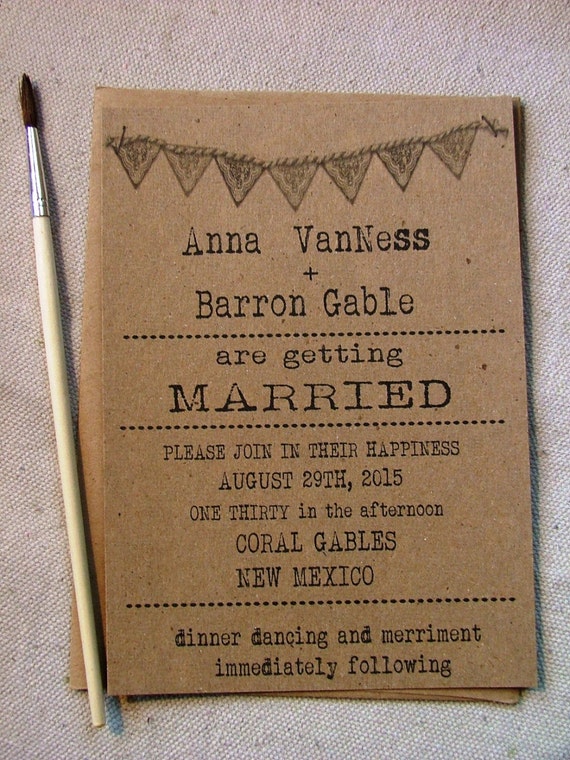 Anna VanNess
+
Barron Gable
are getting
MARRIED
PLEASE JOIN IN THEIR HAPPINESS
AUGUST 29TH, 2015
ONE THIRTY in the afternoon
CORAL GABLES
NEW MEXICO
dinner dancing and merriment
immediately following